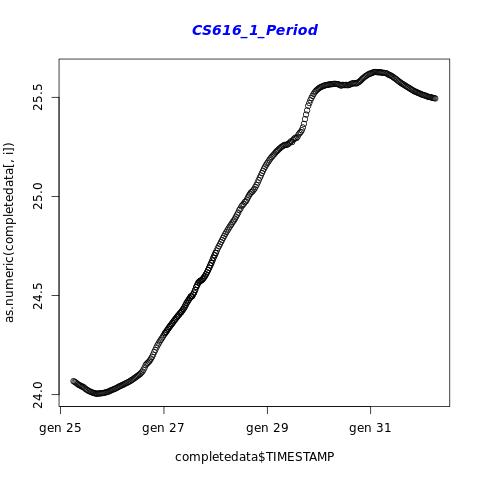 CS616_1_Period
as.numeric(completedata[, i])
25.5
25.0
24.5
24.0
gen 25 gen 27 gen 29 gen 31
completedata$TIMESTAMP